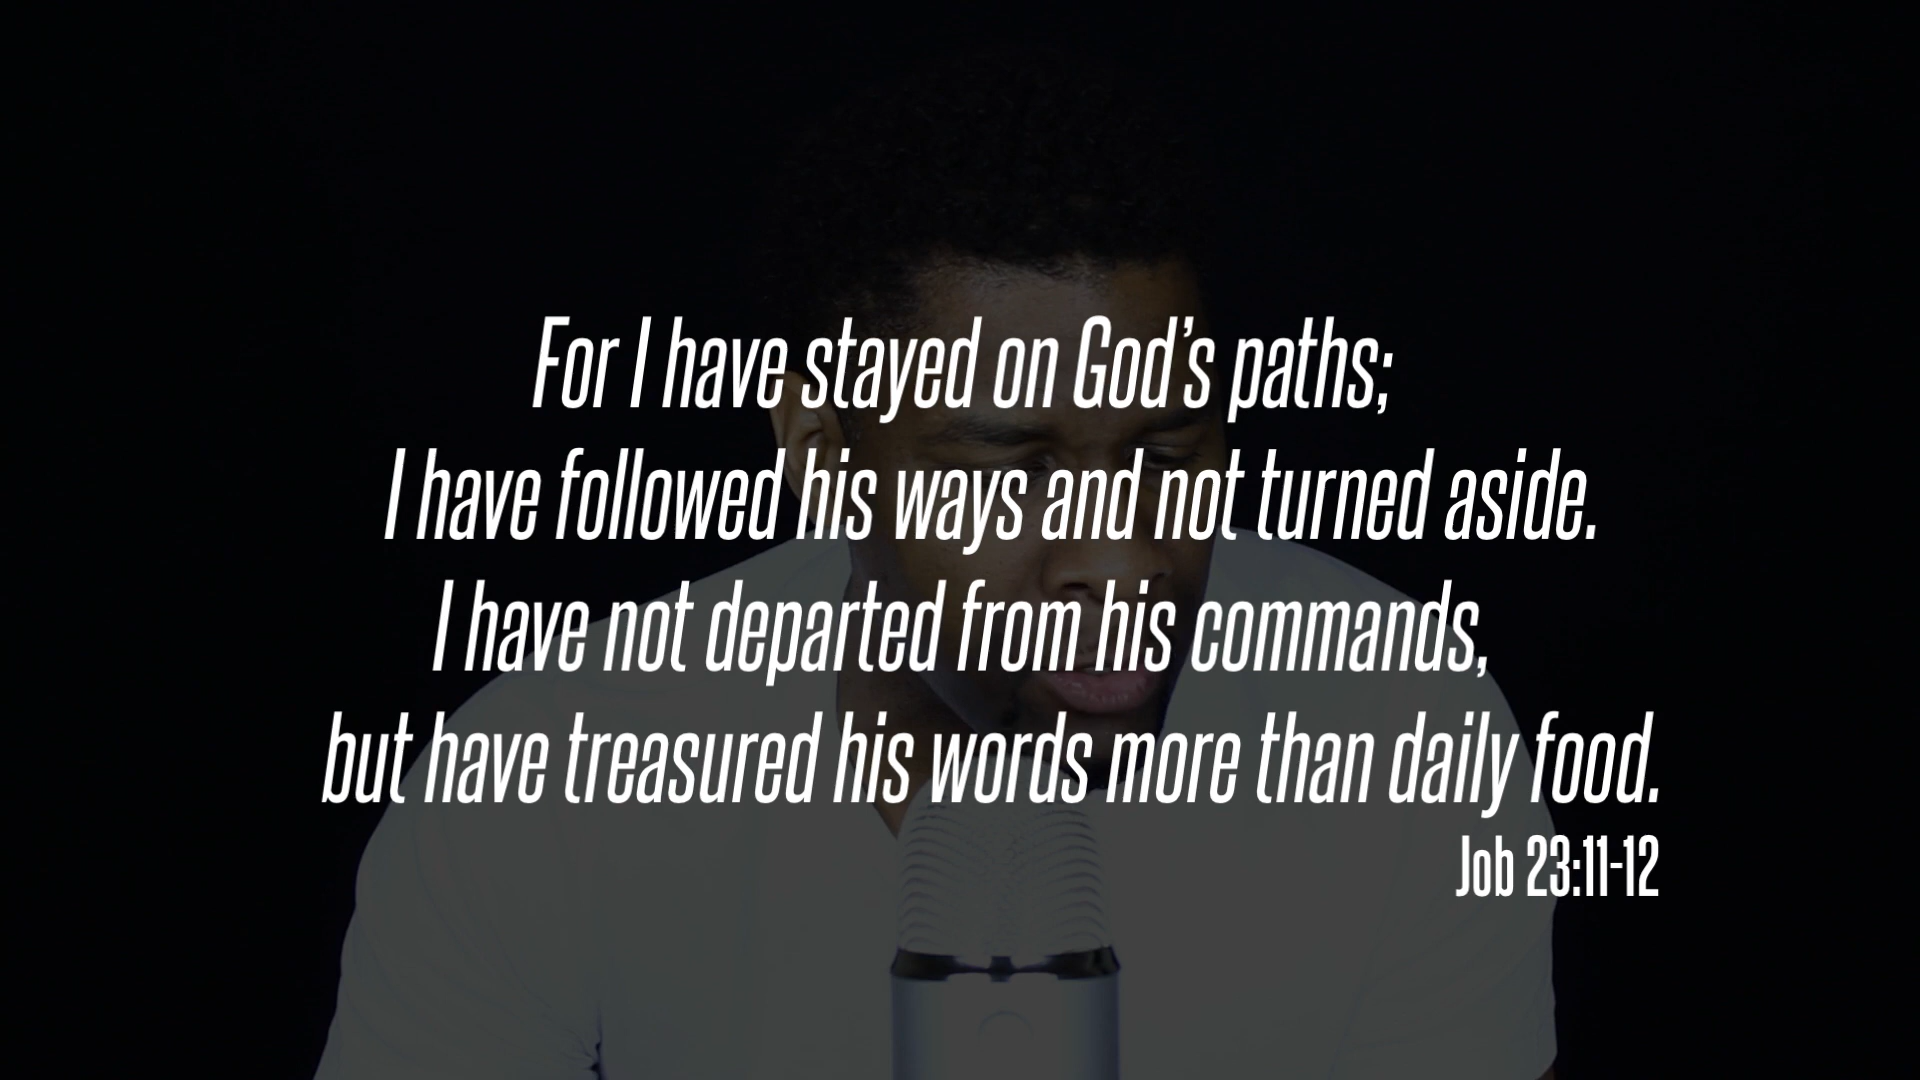 For I have stayed on God’s paths;
I have followed his ways and not turned aside.
I have not departed from his commands,
but have treasured his words more than daily food.
Job 23:11-12